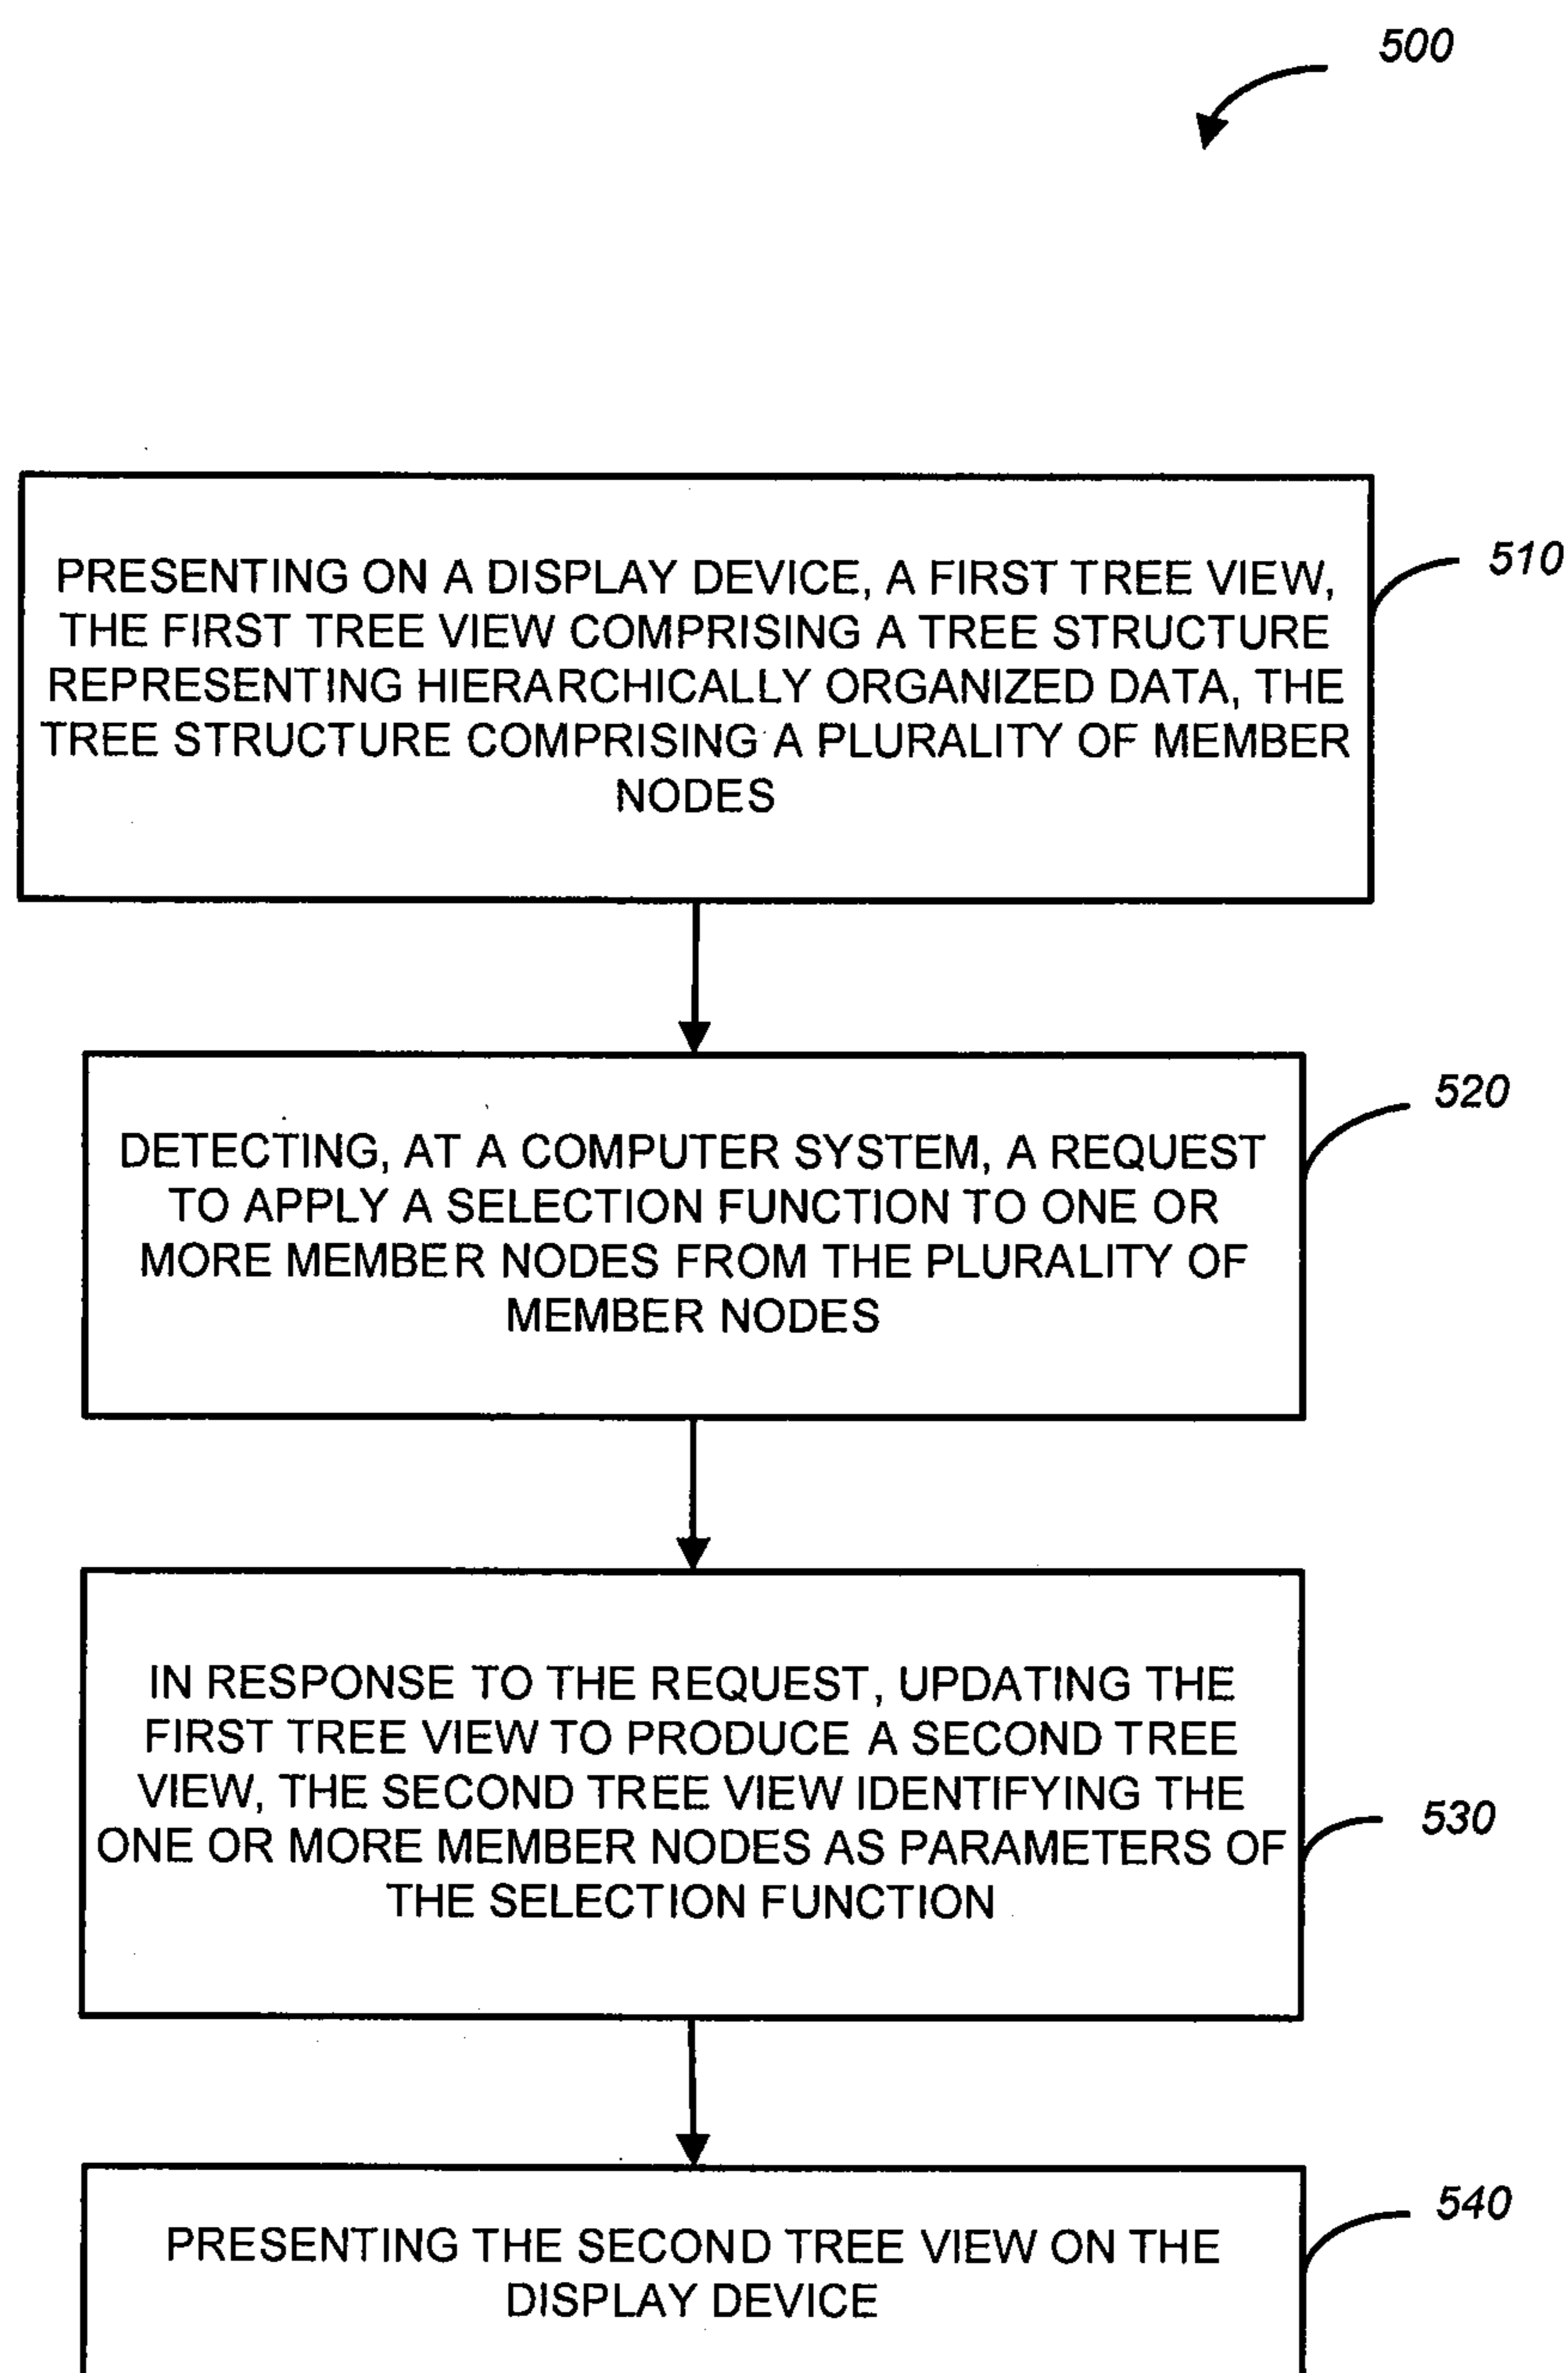 500
PRESENTING ON A DISPLAY DEVICE, A FIRST TREE VIEW,
THE FIRST TREE VIEW COMPRISING A TREE STRUCTURE
REPRESENTING HIERARCHICALLY ORGANIZED DATA, THE
TREE STRUCTURE COMPRISING A PLURALITY OF MEMBER
NODES
510
DETECTING, AT A COMPUTER SYSTEM, A REQUEST
TO APPLY A SELECTION FUNCTION TO ONE OR
MORE MEMBER NODES FROM THE PLURALITY OF
MEMBER NODES
520
IN RESPONSE TO THE REQUEST, UPDATING THE
FIRST TREE VIEW TO PRODUCE A SECOND TREE
VIEW, THE SECOND TREE VIEW IDENTIFYING THE
ONE OR MORE MEMBER NODES AS PARAMETERS OF
THE SELECTION FUNCTION
530
PRESENTING THE SECOND TREE VIEW ON THE
DISPLAY DEVICE
540